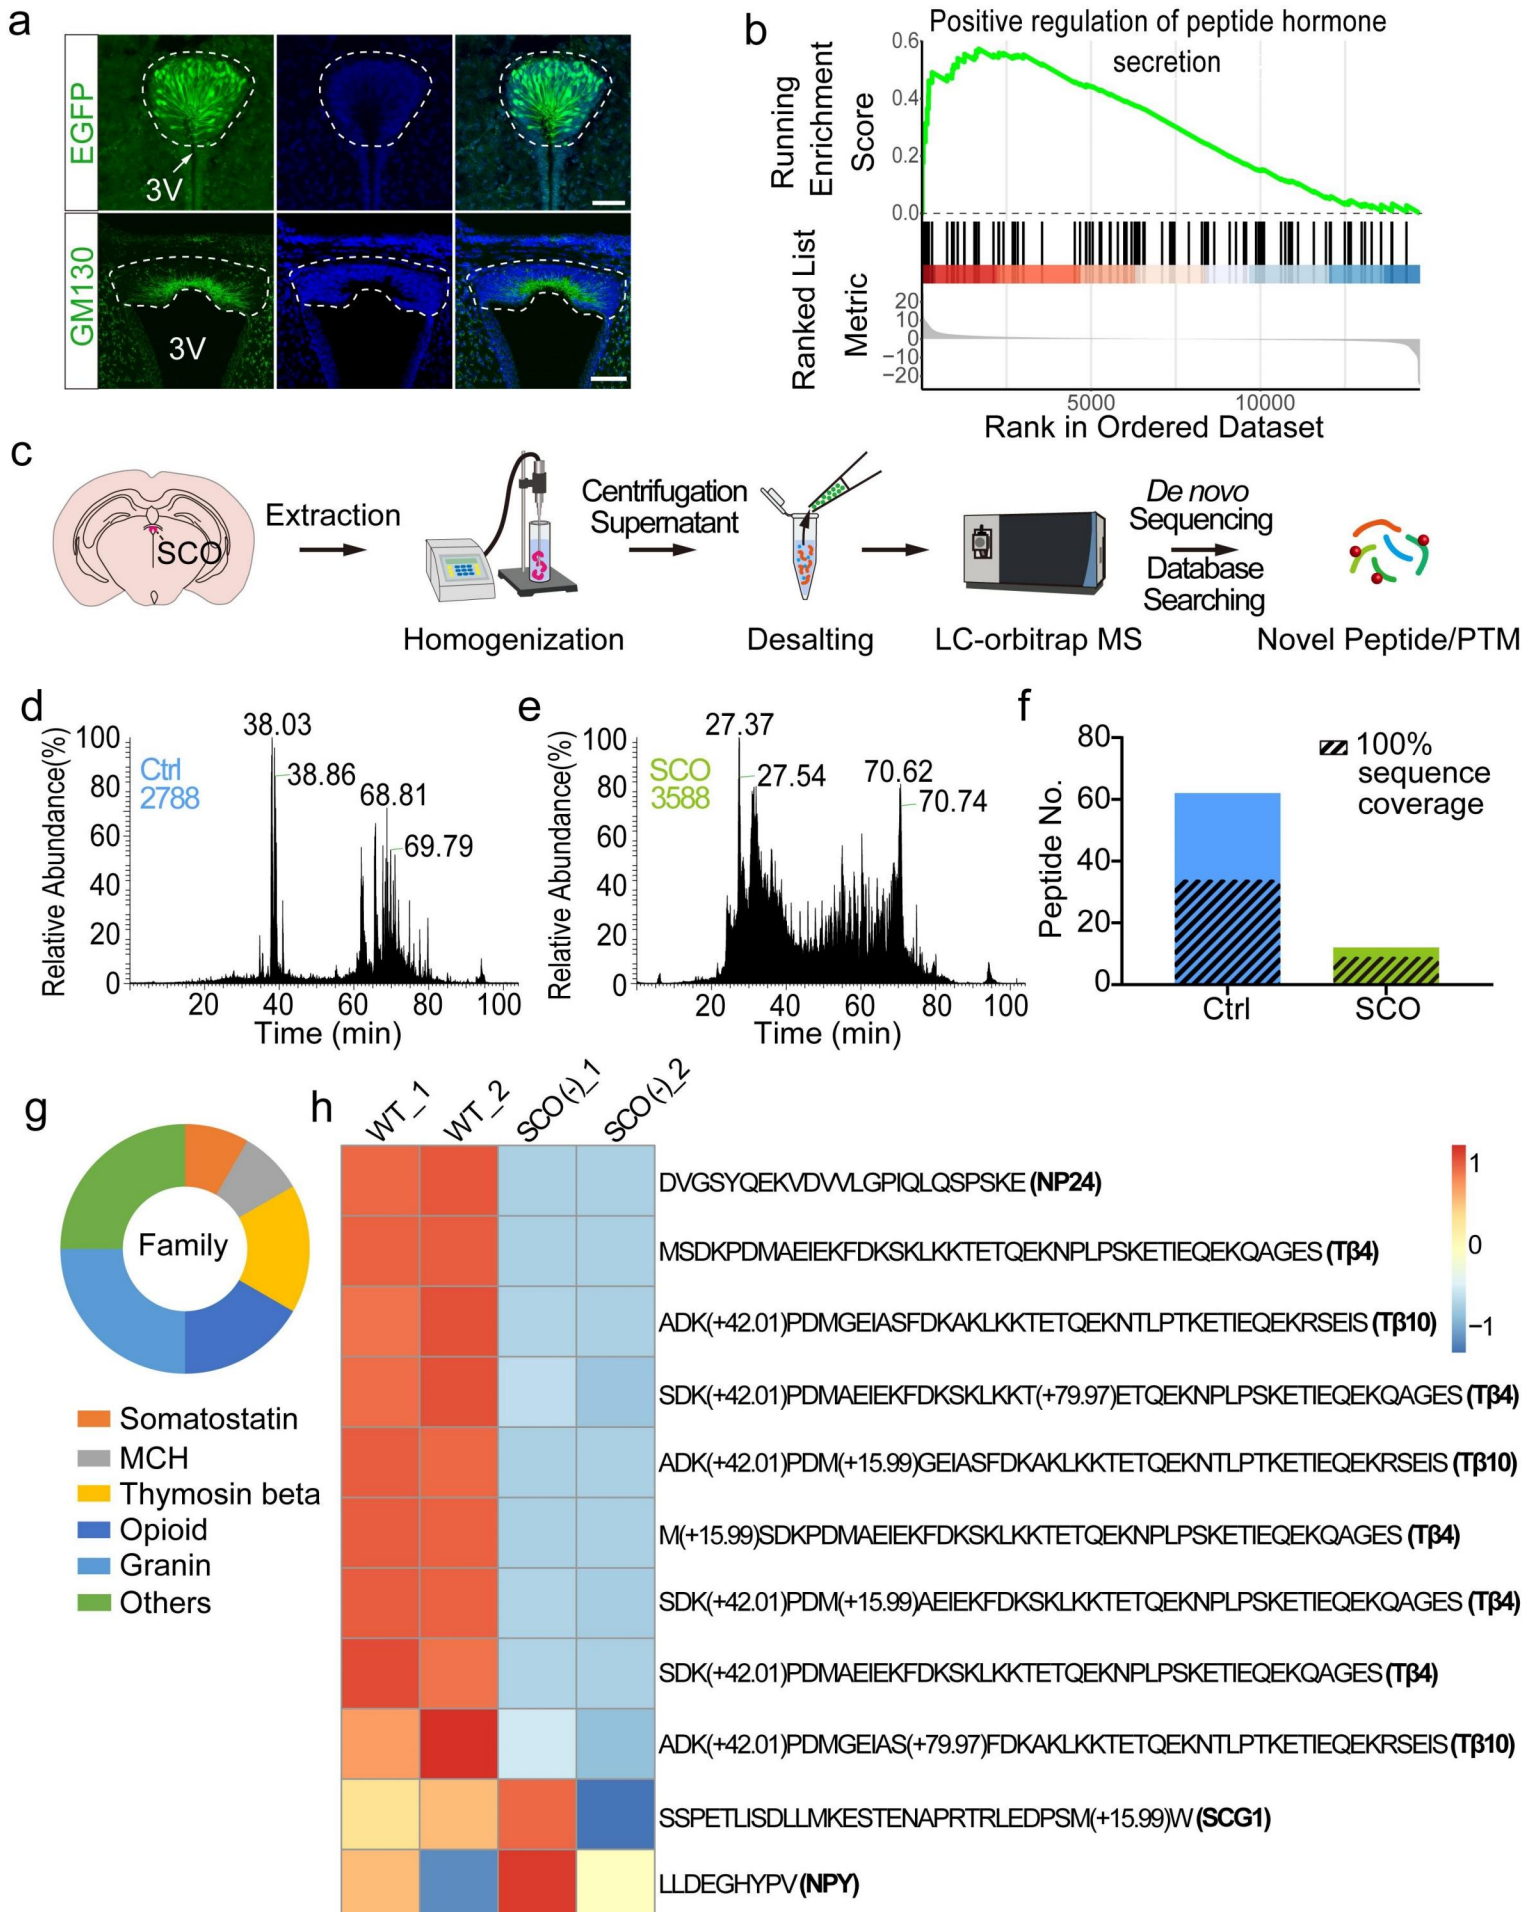 a
EGFP
3V
GM130
3V
b
Positive regulation of peptide hormone
secretion
Running
Enrichment
Score
0.6
0.4
0.2
0.0
Ranked List
Metric
20
10
0
−10
−20
5000
10000
Rank in Ordered Dataset
c
SCO
Extraction
Homogenization
Centrifugation
Supernatant
Desalting
LC-orbitrap MS
De novo
Sequencing
Database
Searching
Novel Peptide/PTM
d
Relative Abundance(%)
100
80
60
40
20
0
Ctrl
2788
38.03
38.86
68.81
69.79
20 40 60 80 100
Time (min)
e
Relative Abundance(%)
100
80
60
40
20
0
SCO
3588
27.37
27.54
70.62
70.74
20 40 60 80 100
Time (min)
f
Peptide No.
80
60
40
20
0
100%
sequence
coverage
Ctrl
SCO
g
Family
Somatostatin
MCH
Thymosin beta
Opioid
Granin
Others
h
WT_1
WT_2
SCO(-)_1
SCO(-)_2
DVGSYQEKVDVVLGPIQLQSPSKE (NP24)
MSDKPDMAEIEKFDKSKLKKTETQEKNPLPSKETIEQEKQAGES (Tβ4)
ADK(+42.01)PDMGEIASFDKAKLKKTETQEKNTLPTKETIEQEKRSEIS (Tβ10)
SDK(+42.01)PDMAEIEKFDKSKLKKT(+79.97)ETQEKNPLPSKETIEQEKQAGES (Tβ4)
ADK(+42.01)PDM(+15.99)GEIASFDKAKLKKTETQEKNTLPTKETIEQEKRSEIS (Tβ10)
M(+15.99)SDKPDMAEIEKFDKSKLKKTETQEKNPLPSKETIEQEKQAGES (Tβ4)
SDK(+42.01)PDM(+15.99)AEIEKFDKSKLKKTETQEKNPLPSKETIEQEKQAGES (Tβ4)
SDK(+42.01)PDMAEIEKFDKSKLKKTETQEKNPLPSKETIEQEKQAGES (Tβ4)
ADK(+42.01)PDMGEIAS(+79.97)FDKAKLKKTETQEKNTLPTKETIEQEKRSEIS (Tβ10)
SSPETLISDLLMKESTENAPRTRLEDPSM(+15.99)W (SCG1)
LLDEGHYPV (NPY)
1
0
−1